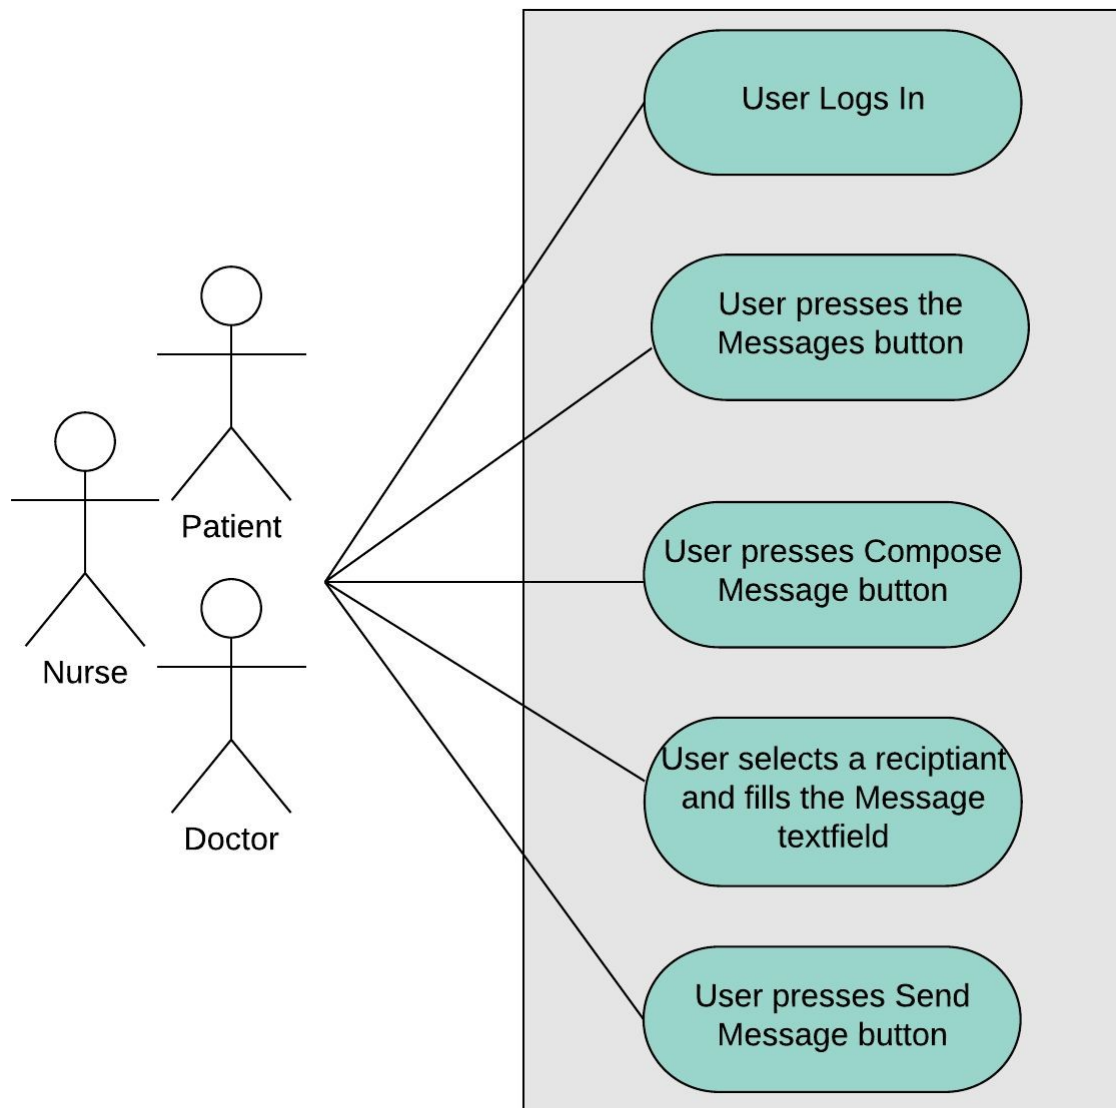 User Logs In
User presses the
Messages button
Patient
User presses Compose
Message button
Nurse
User selects a reciptiant
and fills the Message
textfield
Doctor
User presses Send
Message button